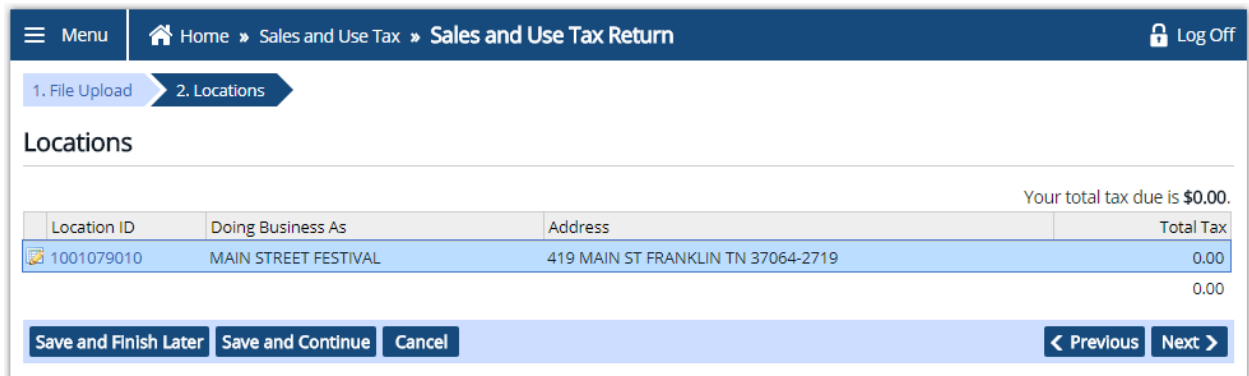 Menu Home » Sales and Use Tax » Sales and Use Tax Return Log Off
1. File Upload 2. Locations
Locations
Your total tax due is $0.00.
Location ID Doing Business As Address Total Tax
1001079010 MAIN STREET FESTIVAL 419 MAIN ST FRANKLIN TN 37064-2719 0.00
0.00
Save and Finish Later Save and Continue Cancel < Previous Next >